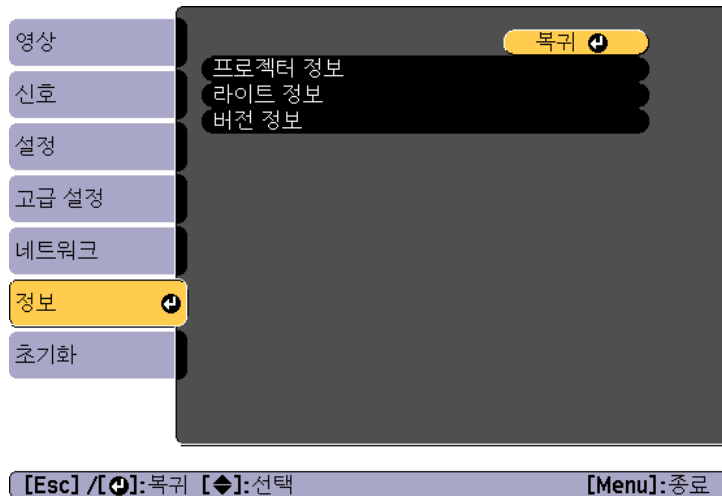 영상
신호
설정
고급 설정
네트워크
정보
초기화
복귀
프로젝터 정보
라이트 정보
버전 정보
[Esc] /[⏎]:복귀 [◆]:선택 [Menu]:종료